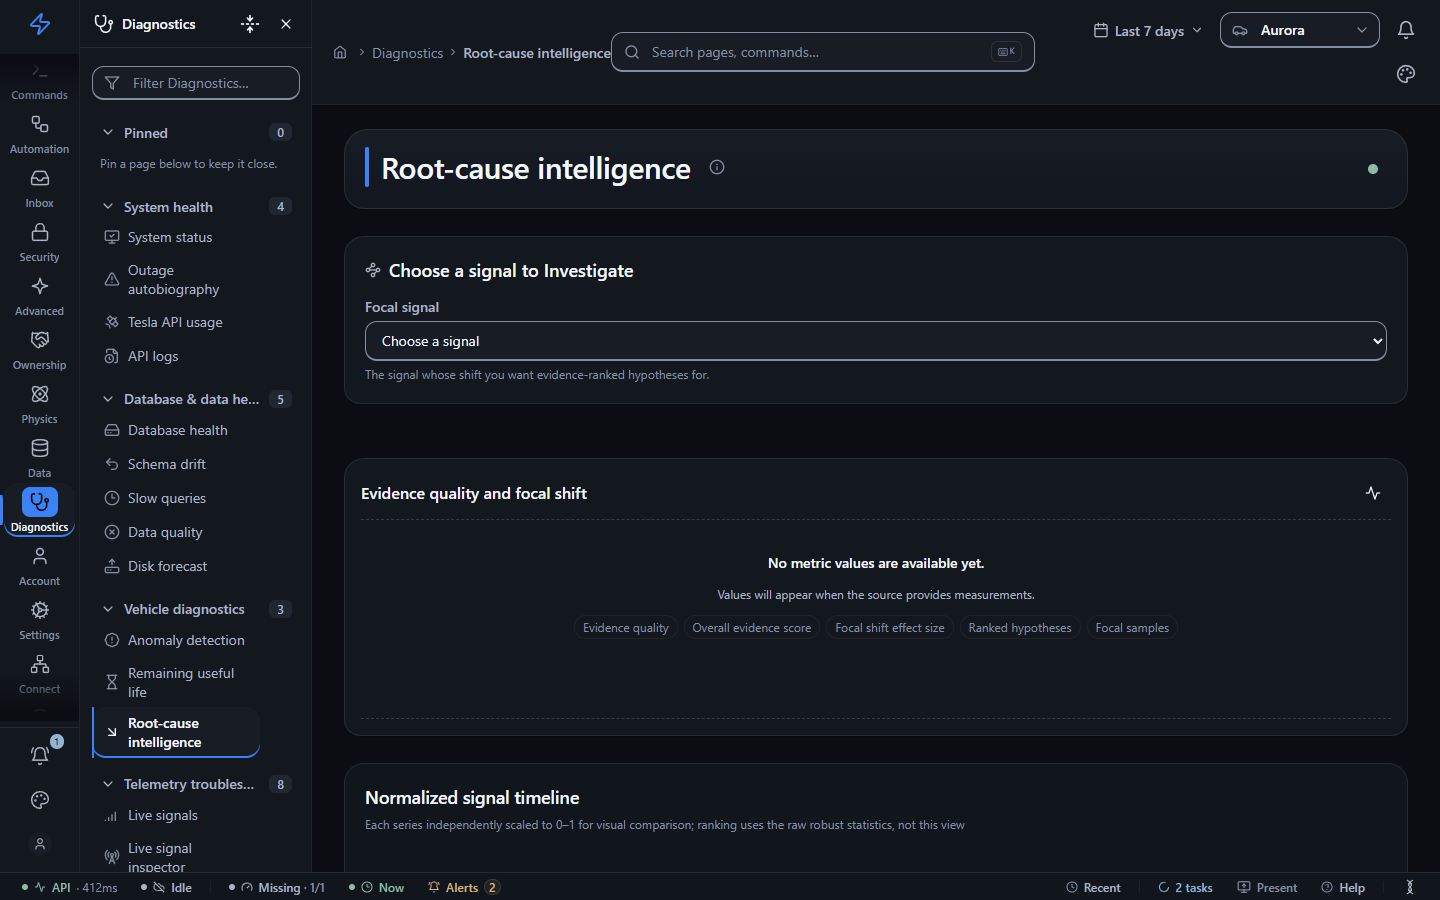 Diagnostics
Diagnostics
Root-cause intelligence
Search pages, commands...
K
Last 7 days
Aurora
Commands
Automation
Inbox
Security
Advanced
Ownership
Physics
Data
Diagnostics
Account
Settings
Connect
1
Filter Diagnostics...
Pinned
0
Pin a page below to keep it close.
System health
4
System status
Outage
autobiography
Tesla API usage
API logs
Database & data he...
5
Database health
Schema drift
Slow queries
Data quality
Disk forecast
Vehicle diagnostics
3
Anomaly detection
Remaining useful
life
Root-cause
intelligence
Telemetry troubles...
8
Live signals
Live signal
inspector
Root-cause intelligence
Choose a signal to Investigate
Focal signal
Choose a signal
The signal whose shift you want evidence-ranked hypotheses for.
Evidence quality and focal shift
No metric values are available yet.
Values will appear when the source provides measurements.
Evidence quality
Overall evidence score
Focal shift effect size
Ranked hypotheses
Focal samples
Normalized signal timeline
Each series independently scaled to 0–1 for visual comparison; ranking uses the raw robust statistics, not this view
API · 412ms
Idle
Missing · 1/1
Now
Alerts 2
Recent
2 tasks
Present
Help